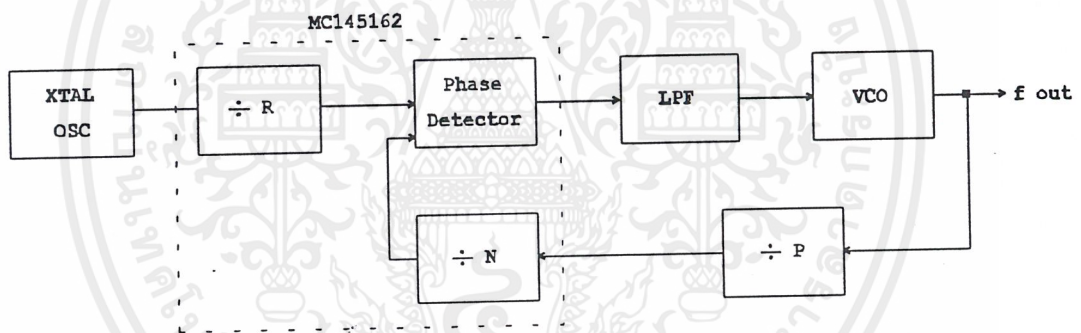 MC145162
XTAL
OSC
÷ R
Phase
Detector
LPF
VCO
f out
÷ N
÷ P